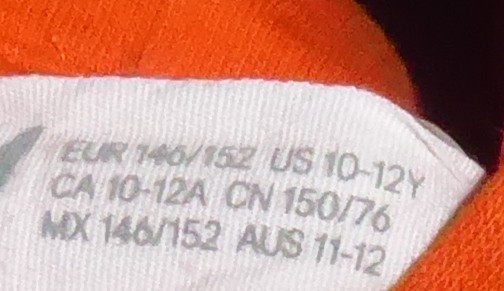 EUR 146/152 US 10-12Y
CA 10-12A CN 150/76
MX 146/152 AUS 11-12